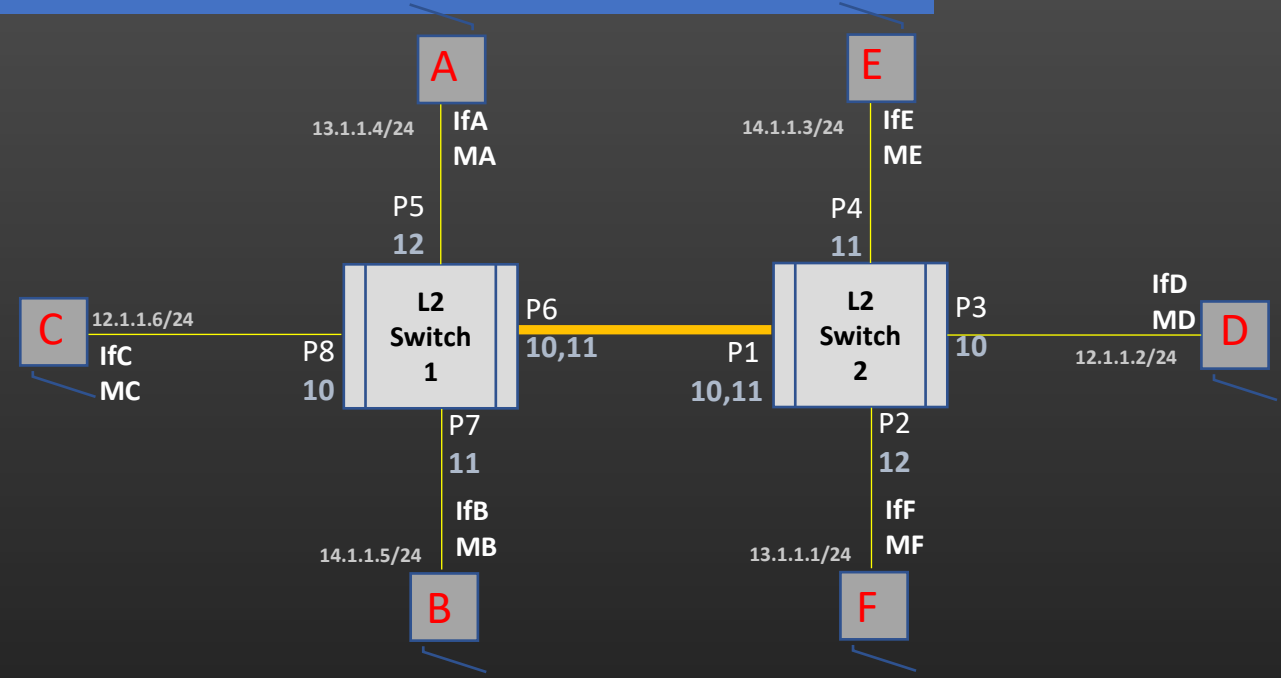 A
E
13.1.1.4/24
IfA
MA
14.1.1.3/24
IfE
ME
P5
12
P4
11
C
12.1.1.6/24
IfC
MC
P8
10
L2
Switch
1
P6
10,11
P1
10,11
L2
Switch
2
P3
10
IfD
MD
12.1.1.2/24
D
P7
11
P2
12
IfB
MB
14.1.1.5/24
IfF
MF
13.1.1.1/24
B
F